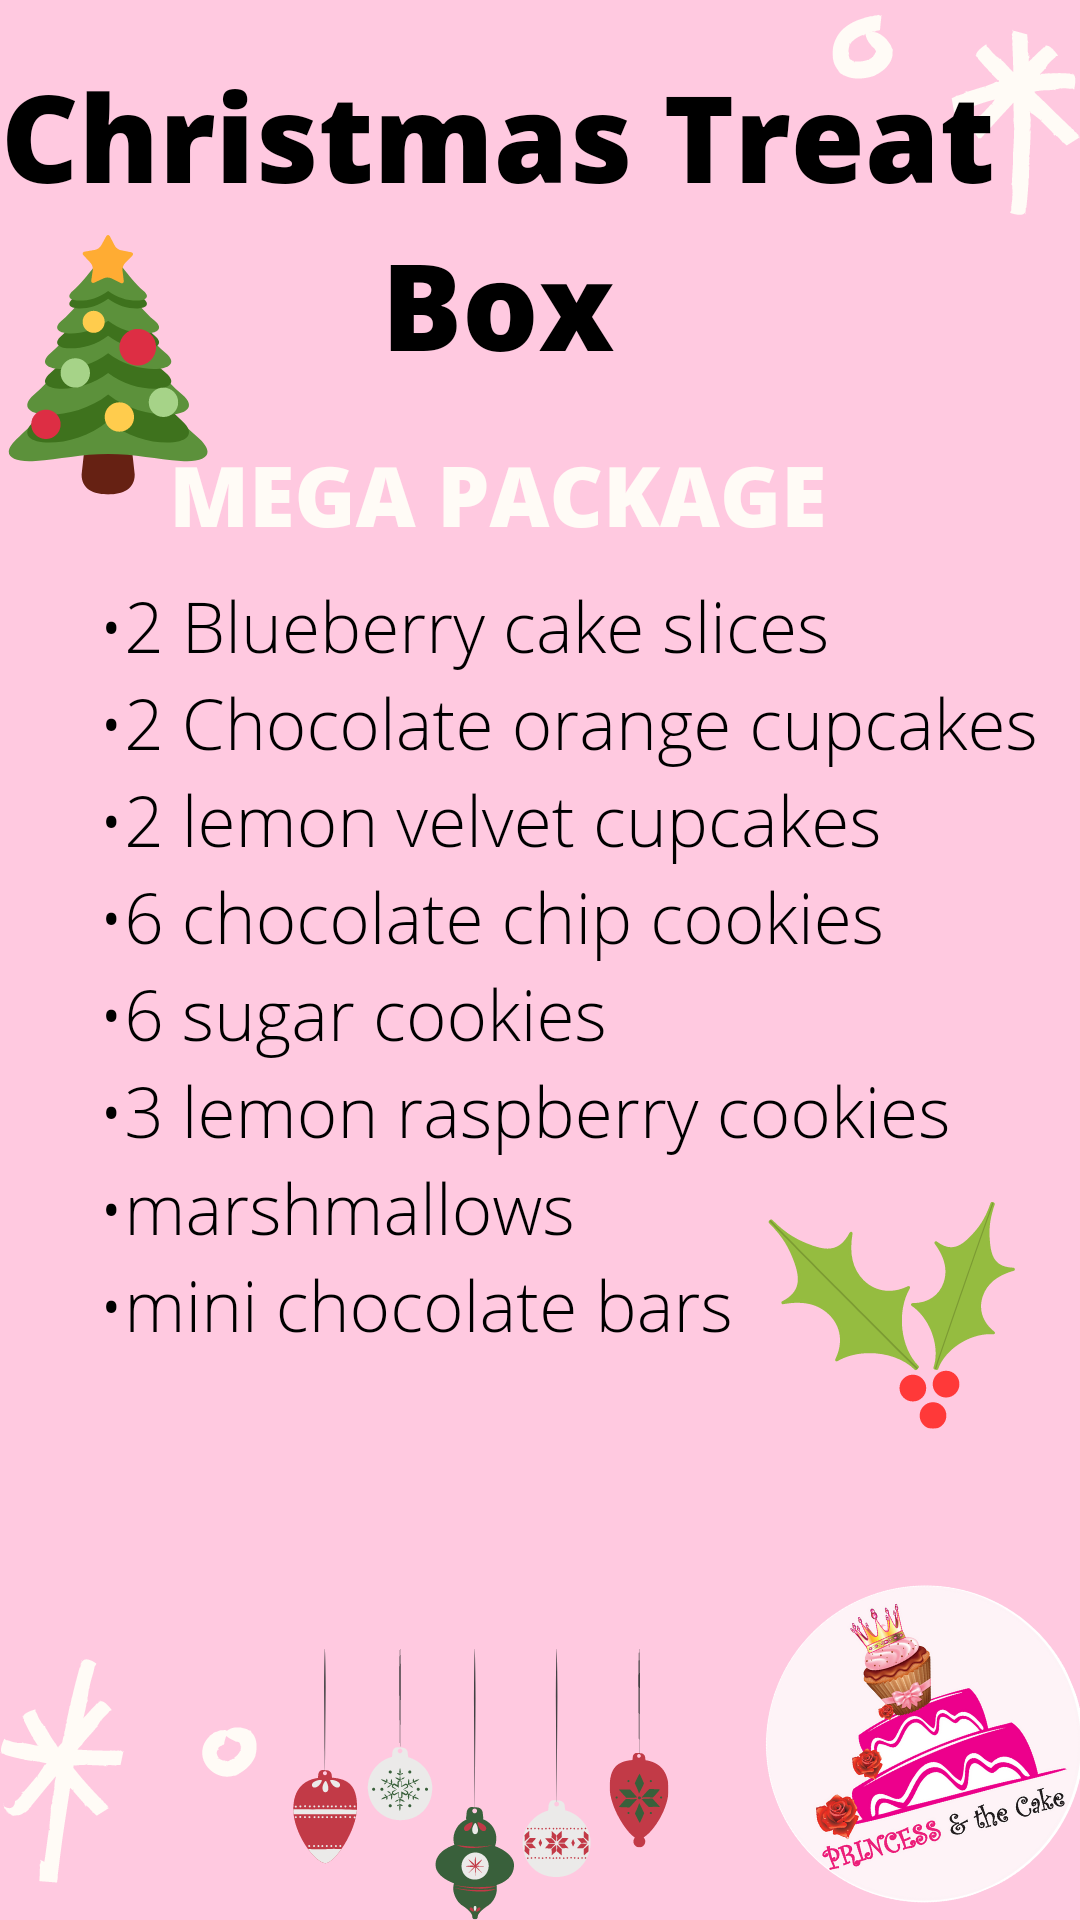 Christmas Treat
Box
MEGA PACKAGE
•2 Blueberry cake slices
•2 Chocolate orange cupcakes
•2 lemon velvet cupcakes
•6 chocolate chip cookies
•6 sugar cookies
•3 lemon raspberry cookies
•marshmallows
•mini chocolate bars
PRINCESS & the Cake